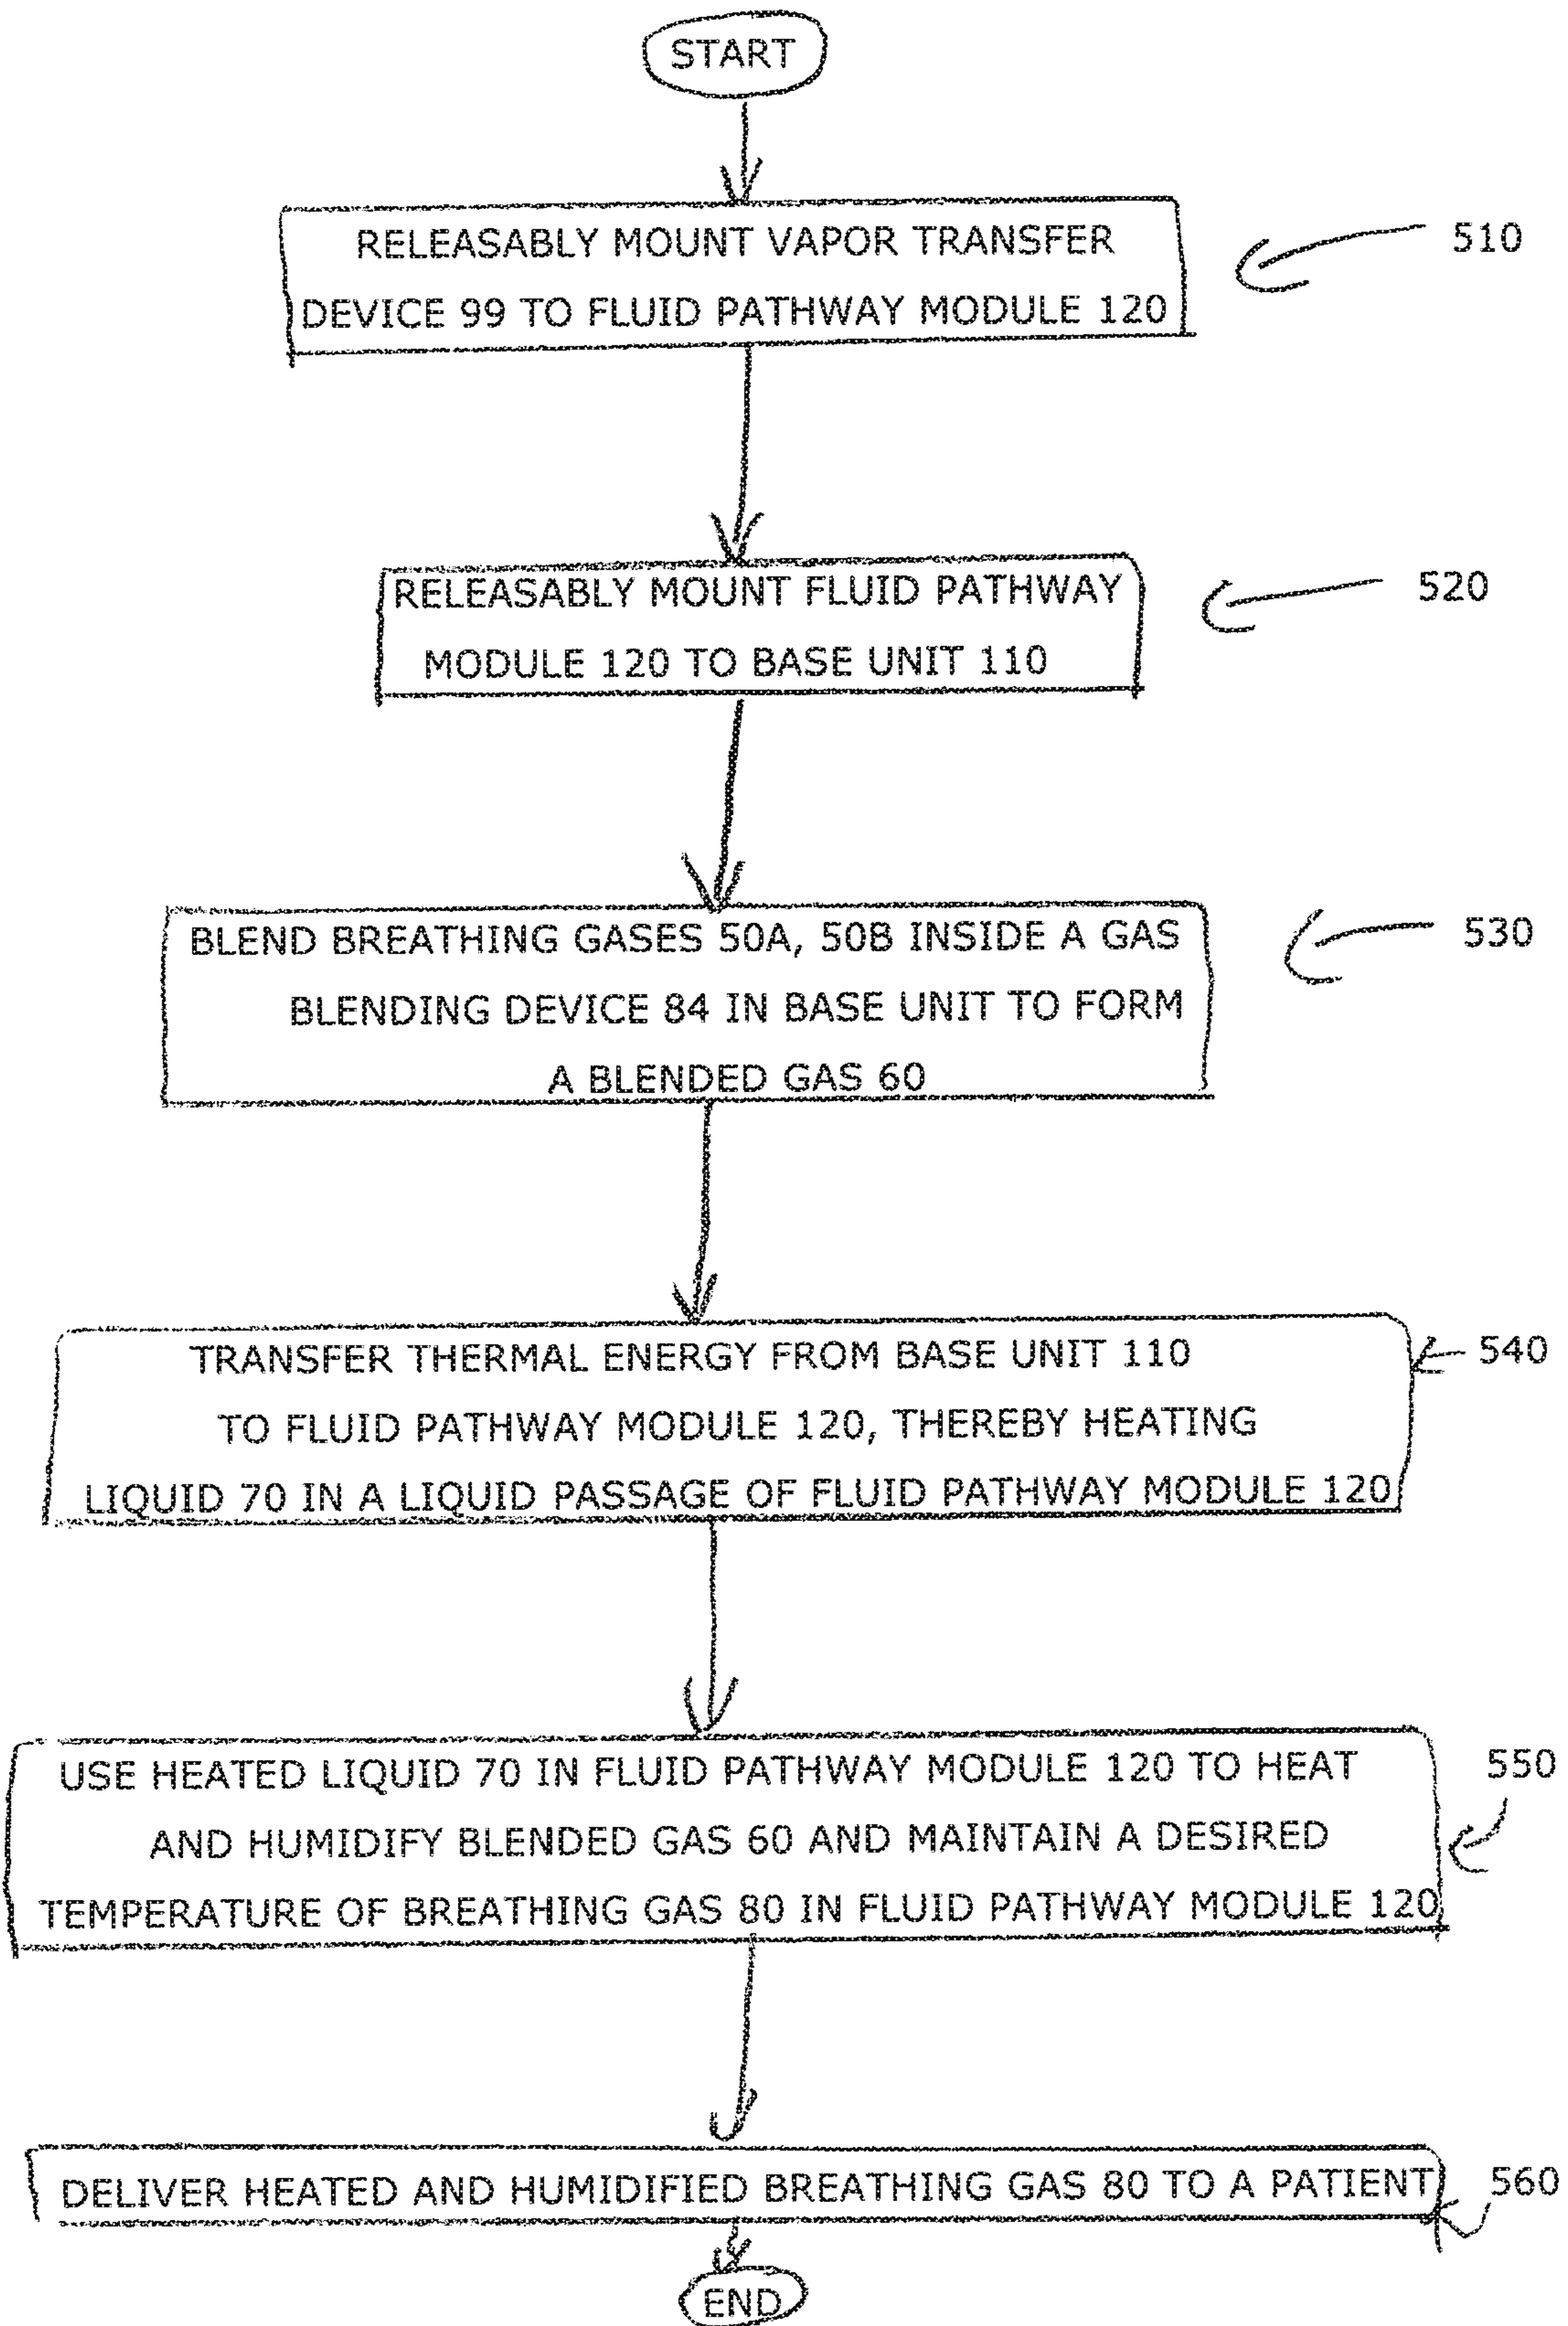 START
RELEASABLY MOUNT VAPOR TRANSFER
DEVICE 99 TO FLUID PATHWAY MODULE 120
510
RELEASABLY MOUNT FLUID PATHWAY
MODULE 120 TO BASE UNIT 110
520
BLEND BREATHING GASES 50A, 50B INSIDE A GAS
BLENDING DEVICE 84 IN BASE UNIT TO FORM
A BLENDED GAS 60
530
TRANSFER THERMAL ENERGY FROM BASE UNIT 110
TO FLUID PATHWAY MODULE 120, THEREBY HEATING
LIQUID 70 IN A LIQUID PASSAGE OF FLUID PATHWAY MODULE 120
540
USE HEATED LIQUID 70 IN FLUID PATHWAY MODULE 120 TO HEAT
AND HUMIDIFY BLENDED GAS 60 AND MAINTAIN A DESIRED
TEMPERATURE OF BREATHING GAS 80 IN FLUID PATHWAY MODULE 120
550
DELIVER HEATED AND HUMIDIFIED BREATHING GAS 80 TO A PATIENT
560
END